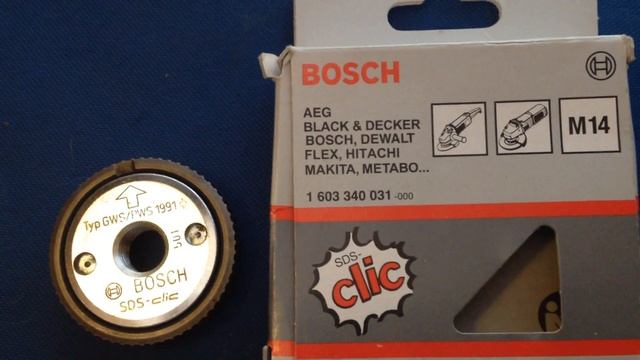 Typ GWS/PWS 1991
601
BOSCH
SDS-clic
BOSCH
AEG
BLACK & DECKER
BOSCH, DEWALT
FLEX, HITACHI
MAKITA, METABO...
M14
1 603 340 031 -000
SDS-
clic